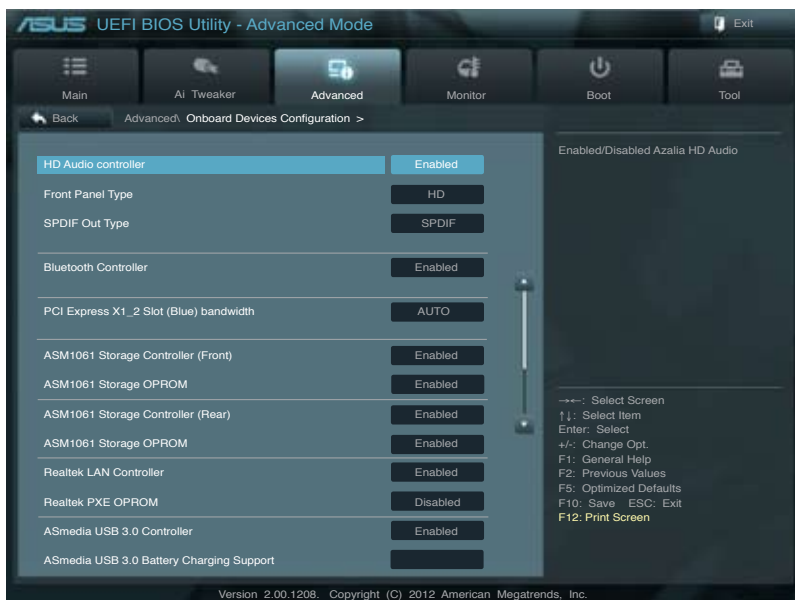 ASUS UEFI BIOS Utility - Advanced Mode
Exit
Main
Ai Tweaker
Advanced
Monitor
Boot
Tool
Back
Advanced\ Onboard Devices Configuration >
HD Audio controller Enabled
Front Panel Type HD
SPDIF Out Type SPDIF
Bluetooth Controller Enabled
PCI Express X1_2 Slot (Blue) bandwidth AUTO
ASM1061 Storage Controller (Front) Enabled
ASM1061 Storage OPROM Enabled
ASM1061 Storage Controller (Rear) Enabled
ASM1061 Storage OPROM Enabled
Realtek LAN Controller Enabled
Realtek PXE OPROM Disabled
ASmedia USB 3.0 Controller Enabled
ASmedia USB 3.0 Battery Charging Support
Enabled/Disabled Azalia HD Audio
→←: Select Screen
↑↓: Select Item
Enter: Select
+/-: Change Opt.
F1: General Help
F2: Previous Values
F5: Optimized Defaults
F10: Save ESC: Exit
F12: Print Screen
Version 2.00.1208. Copyright (C) 2012 American Megatrends, Inc.